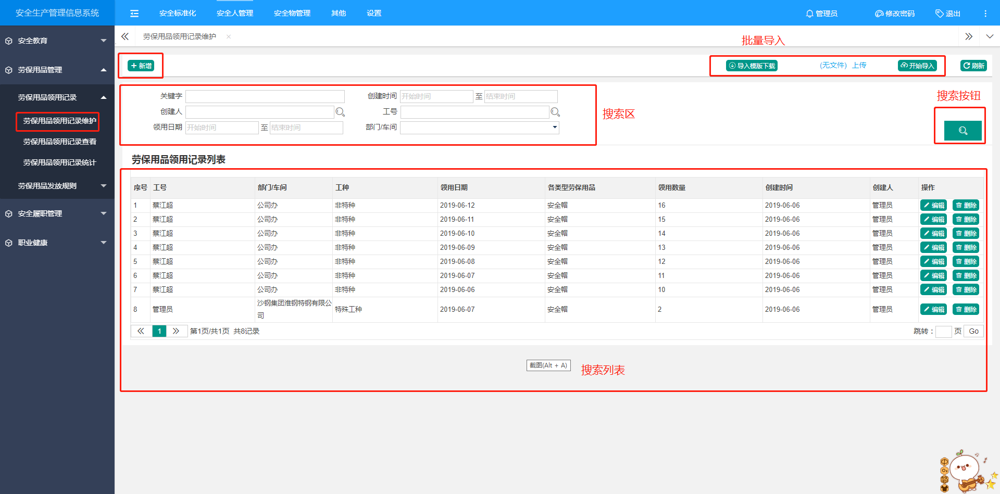 安全生产管理信息系统
安全标准化 安全人管理 安全物管理 其他 设置 管理员 修改密码 退出
安全教育
劳保用品管理
劳保用品领用记录
劳保用品领用记录维护
劳保用品领用记录查看
劳保用品领用记录统计
劳保用品发放规则
安全履职管理
职业健康
劳保用品领用记录维护
批量导入
新增 导入模版下载 (无文件) 上传 开始导入 刷新
关键字 创建时间 开始时间 至 结束时间
创建人 工号
领用日期 开始时间 至 结束时间 部门/车间
搜索区
搜索按钮
劳保用品领用记录列表
序号 工号 部门/车间 工种 领用日期 各类型劳保用品 领用数量 创建时间 创建人 操作
1 蔡江超 公司办 非特种 2019-06-12 安全帽 16 2019-06-06 管理员 编辑 删除
2 蔡江超 公司办 非特种 2019-06-11 安全帽 15 2019-06-06 管理员 编辑 删除
3 蔡江超 公司办 非特种 2019-06-10 安全帽 14 2019-06-06 管理员 编辑 删除
4 蔡江超 公司办 非特种 2019-06-09 安全帽 13 2019-06-06 管理员 编辑 删除
5 蔡江超 公司办 非特种 2019-06-08 安全帽 12 2019-06-06 管理员 编辑 删除
6 蔡江超 公司办 非特种 2019-06-07 安全帽 11 2019-06-06 管理员 编辑 删除
7 蔡江超 公司办 非特种 2019-06-06 安全帽 10 2019-06-06 管理员 编辑 删除
8 管理员 沙钢集团淮钢特钢有限公司 特殊工种 2019-06-07 安全帽 2 2019-06-06 管理员 编辑 删除
1 第1页/共1页 共8记录 跳转： 页 Go
截图(Alt + A)
搜索列表
中
简